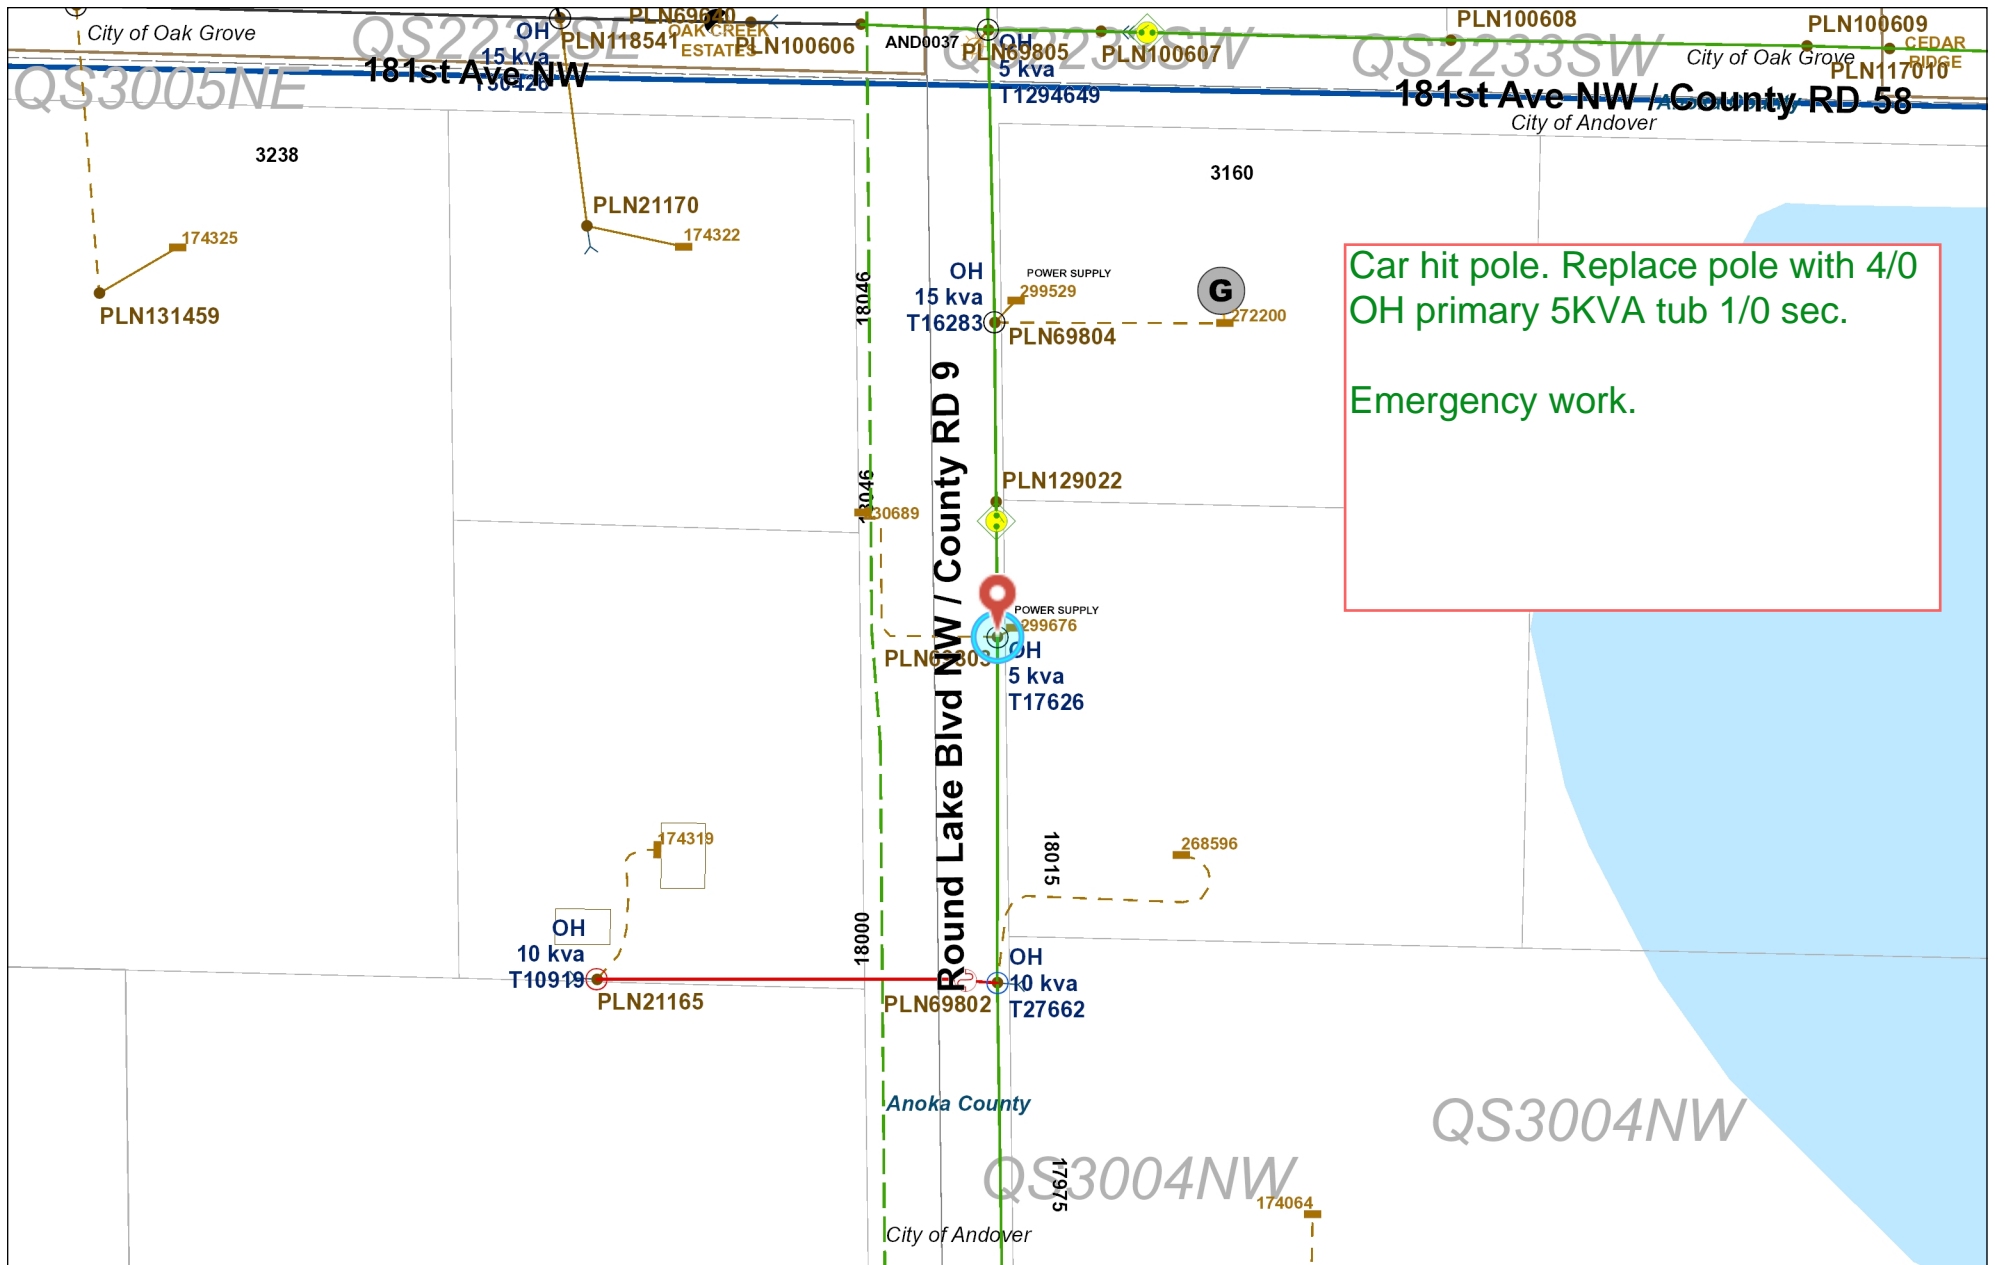 City of Oak Grove
QS2232SE
OH
15 kva
PLN118541
OAK CREEK
ESTATES
PLN100606
AND0037
OH
PLN69805
5 kva
T1294649
PLN100607
PLN100608
PLN100609
CEDAR
RIDGE
City of Oak Grove
PLN117010
QS2233SW
QS3005NE
181st Ave NW
181st Ave NW / County RD 58
City of Andover
3238
3160
PLN21170
174325
174322
PLN131459
18046
OH
15 kva
T16283
POWER SUPPLY
299529
G
272200
PLN69804
Car hit pole. Replace pole with 4/0
OH primary 5KVA tub 1/0 sec.
Emergency work.
Round Lake Blvd NW / County RD 9
PLN129022
18046
30689
POWER SUPPLY
299676
OH
5 kva
T17626
174319
268596
18015
18000
OH
10 kva
T10919
PLN21165
PLN69802
OH
10 kva
T27662
Anoka County
QS3004NW
QS3004NW
17975
174064
City of Andover